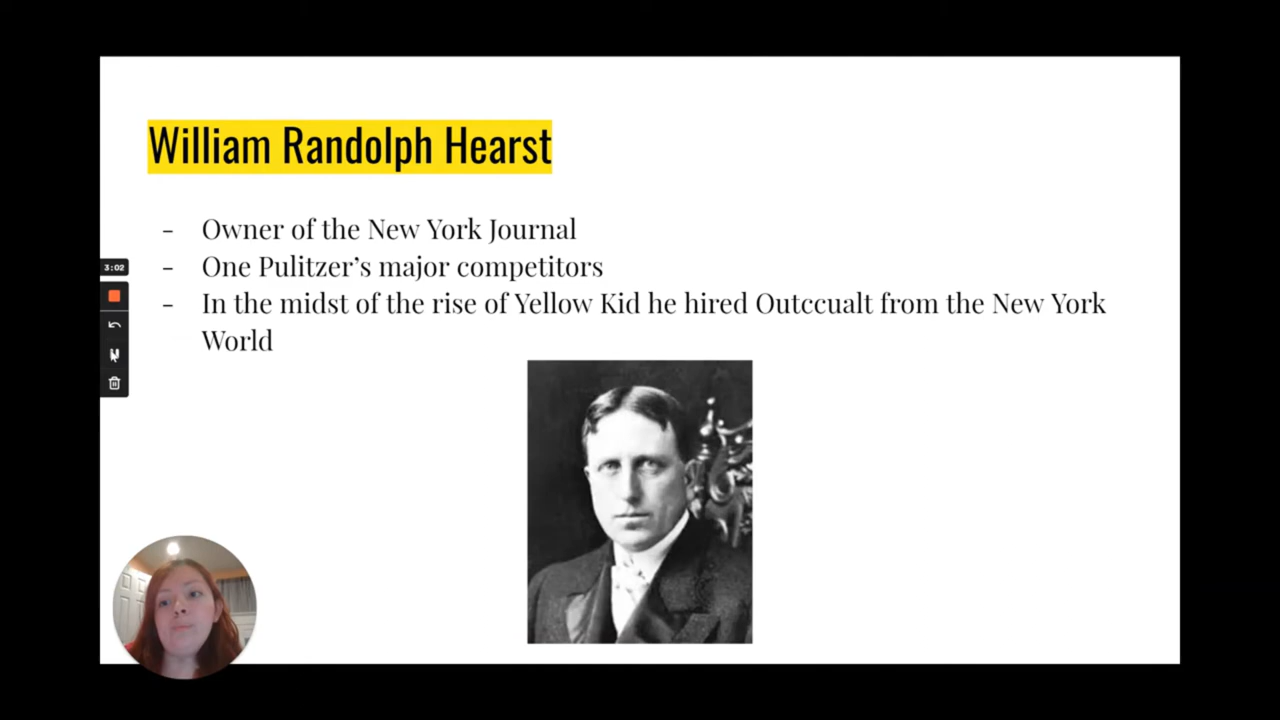 William Randolph Hearst
- Owner of the New York Journal
- One Pulitzer's major competitors
- In the midst of the rise of Yellow Kid he hired Outccualt from the New York
World
3:02